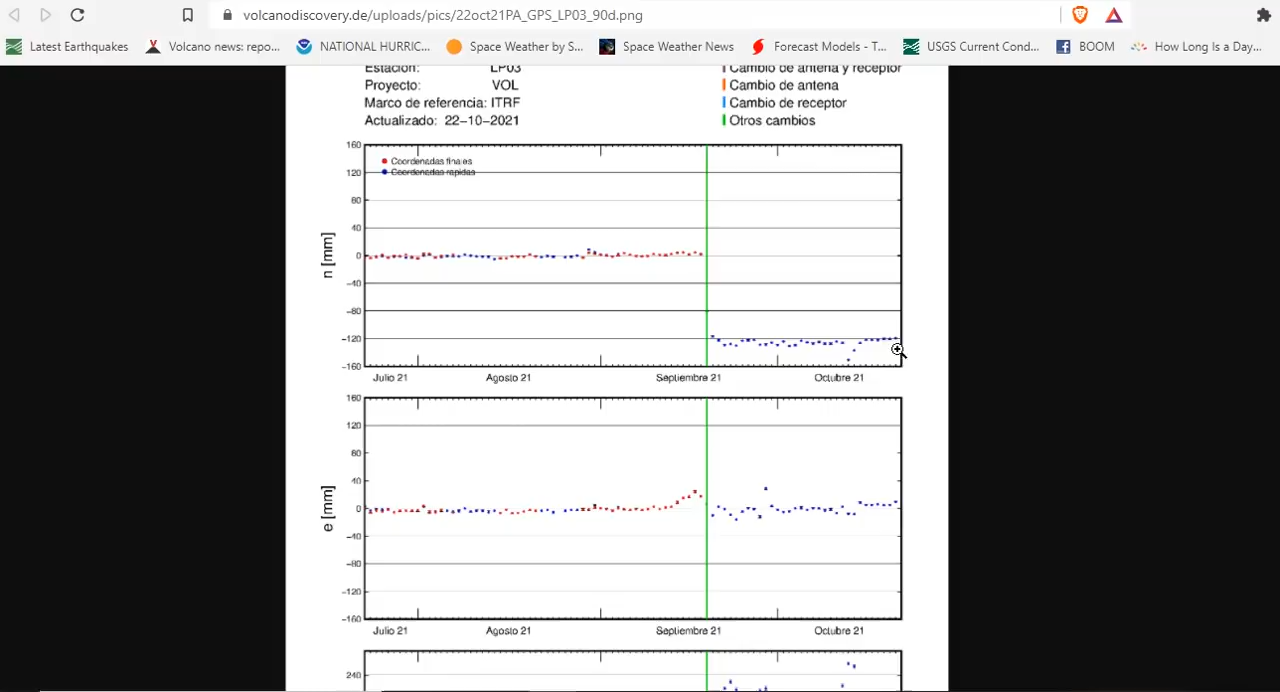 volcanodiscovery.de/uploads/pics/22oct21PA_GPS_LP03_90d.png
Latest Earthquakes Volcano news: repo... NATIONAL HURRIC... Space Weather by S... Space Weather News Forecast Models - T... USGS Current Cond... BOOM How Long Is a Day...
Estación: LP03
Proyecto: VOL
Marco de referencia: ITRF
Actualizado: 22-10-2021
Cambio de antena y receptor
Cambio de antena
Cambio de receptor
Otros cambios
Coordenadas finales
Coordenadas rapidas
n [mm]
160
120
80
40
0
-40
-80
-120
-160
Julio 21 Agosto 21 Septiembre 21 Octubre 21
e [mm]
160
120
80
40
0
-40
-80
-120
-160
Julio 21 Agosto 21 Septiembre 21 Octubre 21
240